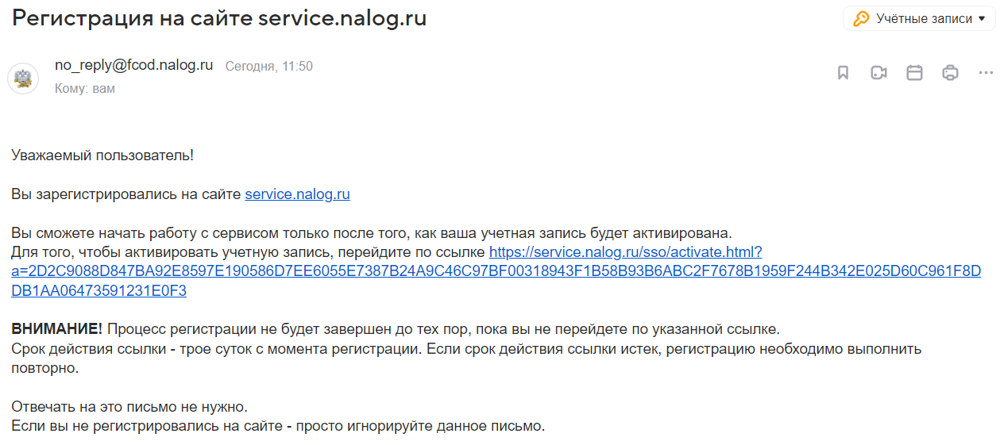 Регистрация на сайте service.nalog.ru
Учётные записи
no_reply@fcod.nalog.ru Сегодня, 11:50
Кому: вам
Уважаемый пользователь!
Вы зарегистрировались на сайте service.nalog.ru
Вы сможете начать работу с сервисом только после того, как ваша учетная запись будет активирована.
Для того, чтобы активировать учетную запись, перейдите по ссылке https://service.nalog.ru/sso/activate.html?
a=2D2C9088D847BA92E8597E190586D7EE6055E7387B24A9C46C97BF00318943F1B58B93B6ABC2F7678B1959F244B342E025D60C961F8D
DB1AA06473591231E0F3
ВНИМАНИЕ! Процесс регистрации не будет завершен до тех пор, пока вы не перейдете по указанной ссылке.
Срок действия ссылки - трое суток с момента регистрации. Если срок действия ссылки истек, регистрацию необходимо выполнить
повторно.
Отвечать на это письмо не нужно.
Если вы не регистрировались на сайте - просто игнорируйте данное письмо.